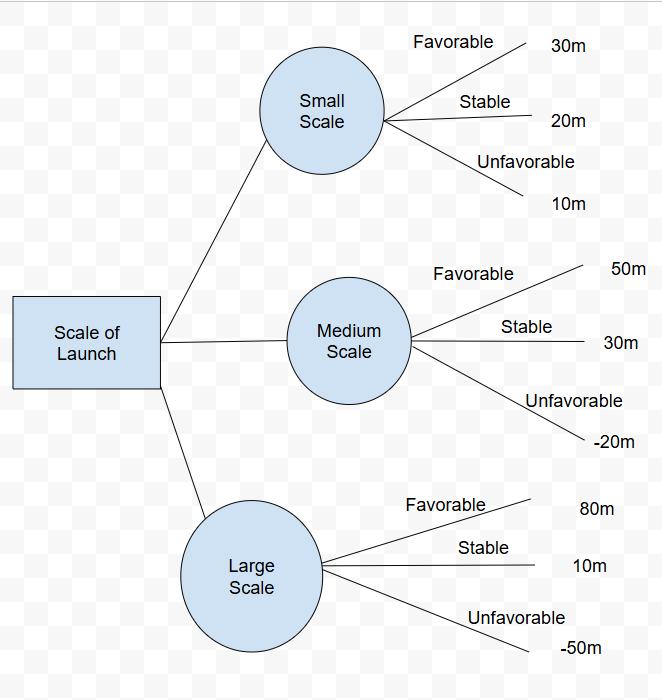 Favorable
30m
Small
Scale
Stable
20m
Unfavorable
10m
Favorable
50m
Scale of
Launch
Medium
Scale
Stable
30m
Unfavorable
-20m
Favorable
80m
Large
Scale
Stable
10m
Unfavorable
-50m